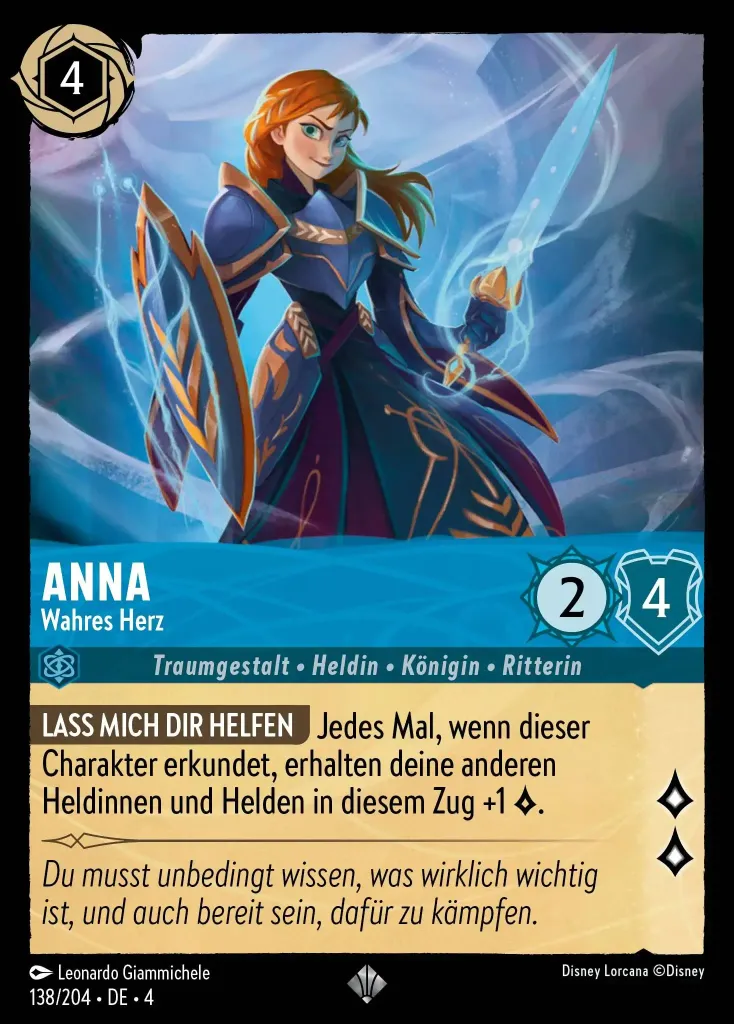 4
ANNA
Wahres Herz
2
4
Traumgestalt • Heldin • Königin • Ritterin
LASS MICH DIR HELFEN Jedes Mal, wenn dieser
Charakter erkundet, erhalten deine anderen
Heldinnen und Helden in diesem Zug +1 .
Du musst unbedingt wissen, was wirklich wichtig
ist, und auch bereit sein, dafür zu kämpfen.
Leonardo Giammichele
Disney Lorcana ©Disney
138/204 • DE • 4